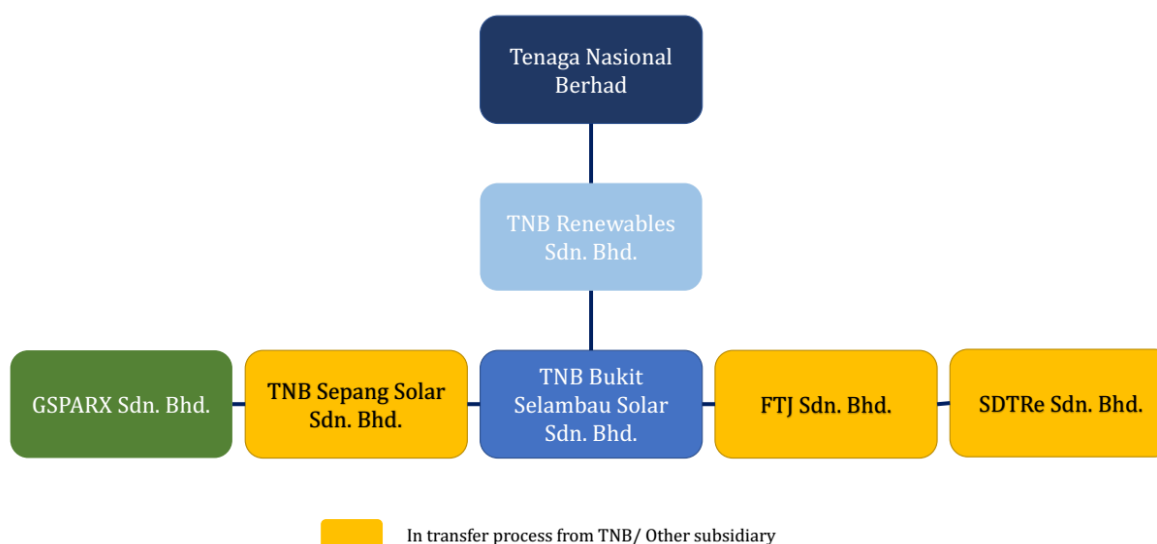 Tenaga Nasional
Berhad
TNB Renewables
Sdn. Bhd.
GSPARX Sdn. Bhd.
TNB Sepang Solar
Sdn. Bhd.
TNB Bukit
Selambau Solar
Sdn. Bhd.
FTJ Sdn. Bhd.
SDTRe Sdn. Bhd.
In transfer process from TNB/ Other subsidiary